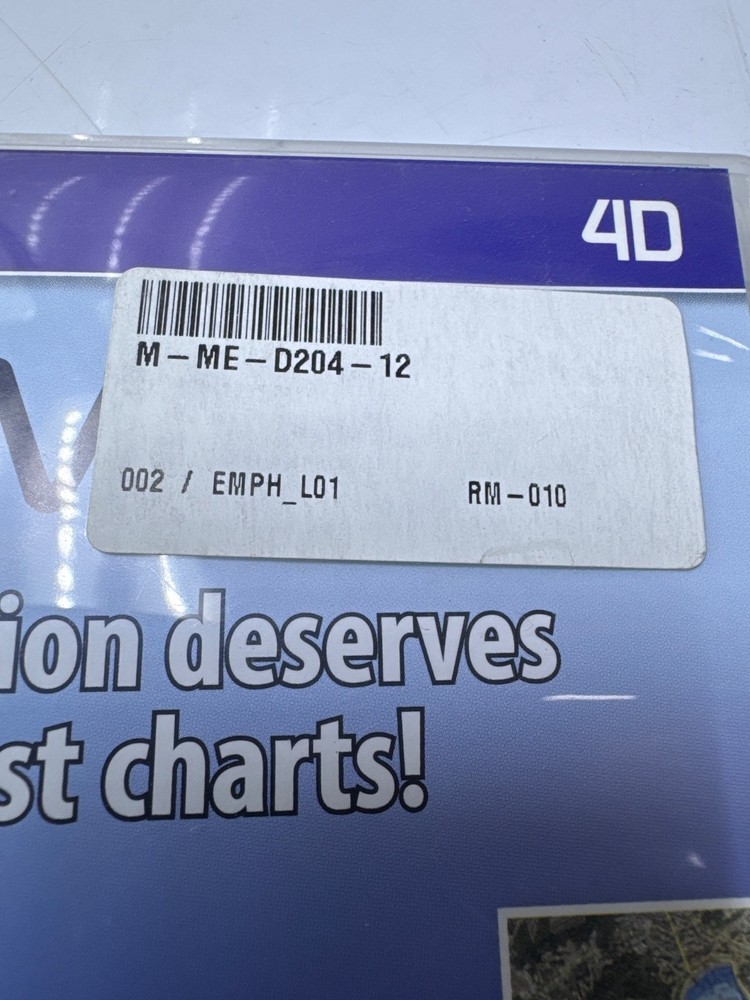 4D
M-ME-D204-12
002 / EMPH_L01 RM-010
ion deserves
st charts!